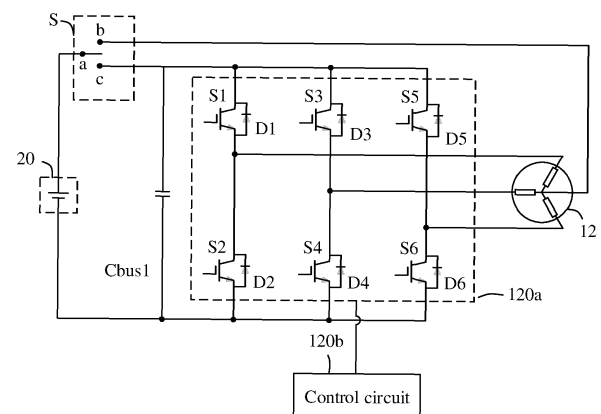 S
b
a
c
S1
S3
S5
D1
D3
D5
20
12
S2
S4
S6
Cbus1
D2
D4
D6
120a
120b
Control circuit